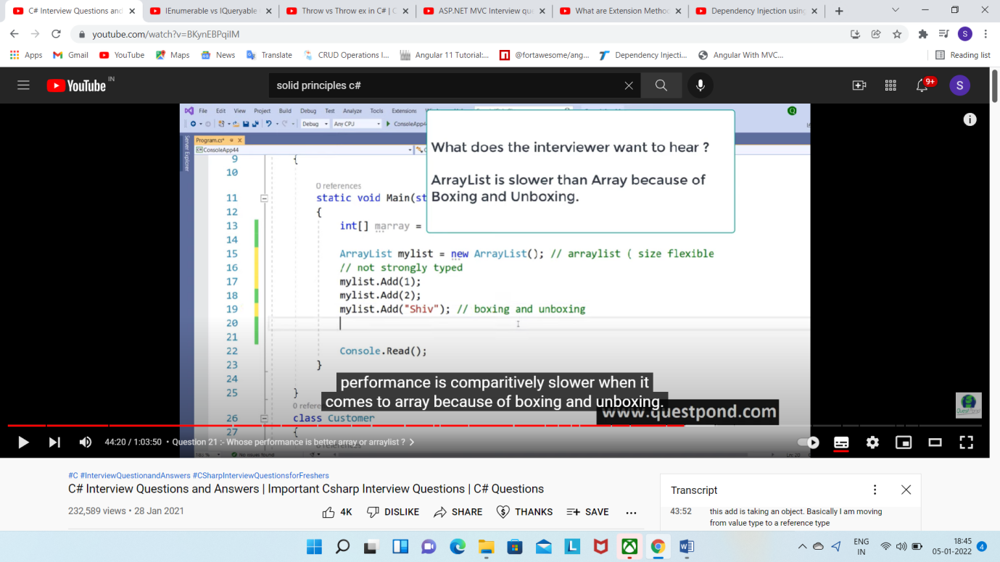 C# Interview Questions and
IEnumerable vs IQueryable
Throw vs Throw ex in C# | C
ASP.NET MVC Interview que
What are Extension Method
Dependency Injection using
youtube.com/watch?v=BKynEBPqiIM
S
Apps
Gmail
YouTube
Maps
News
Translate
CRUD Operations I...
Angular 11 Tutorial:...
@fortawesome/ang...
Dependency Injecti...
Angular With MVC...
Reading list
YouTube IN
solid principles c#
9+
S
File Edit View Project Build Debug Test Analyze Tools Extensions
Debug Any CPU ConsoleApp4
Server Explorer
Program.cs*
ConsoleApp44
What does the interviewer want to hear ?
ArrayList is slower than Array because of
Boxing and Unboxing.
9 {
10
0 references
11 static void Main(st
12 {
13 int[] marray =
14
15 ArrayList mylist = new ArrayList(); // arraylist ( size flexible
16 // not strongly typed
17 mylist.Add(1);
18 mylist.Add(2);
19 mylist.Add("Shiv"); // boxing and unboxing
20
21
22 Console.Read();
23 }
24
25 }
0 refere
26 class Customer
27 {
performance is comparitively slower when it
comes to array because of boxing and unboxing.
www.questpond.com
44:20 / 1:03:50 • Question 21 :- Whose performance is better array or arraylist ?
No issues found
#C #InterviewQuestionandAnswers #CSharpInterviewQuestionsforFreshers
C# Interview Questions and Answers | Important Csharp Interview Questions | C# Questions
232,589 views • 28 Jan 2021
4K
DISLIKE
SHARE
THANKS
SAVE
Transcript
43:52 this add is taking an object. Basically I am moving
from value type to a reference type
ENG
IN
18:45
05-01-2022
4